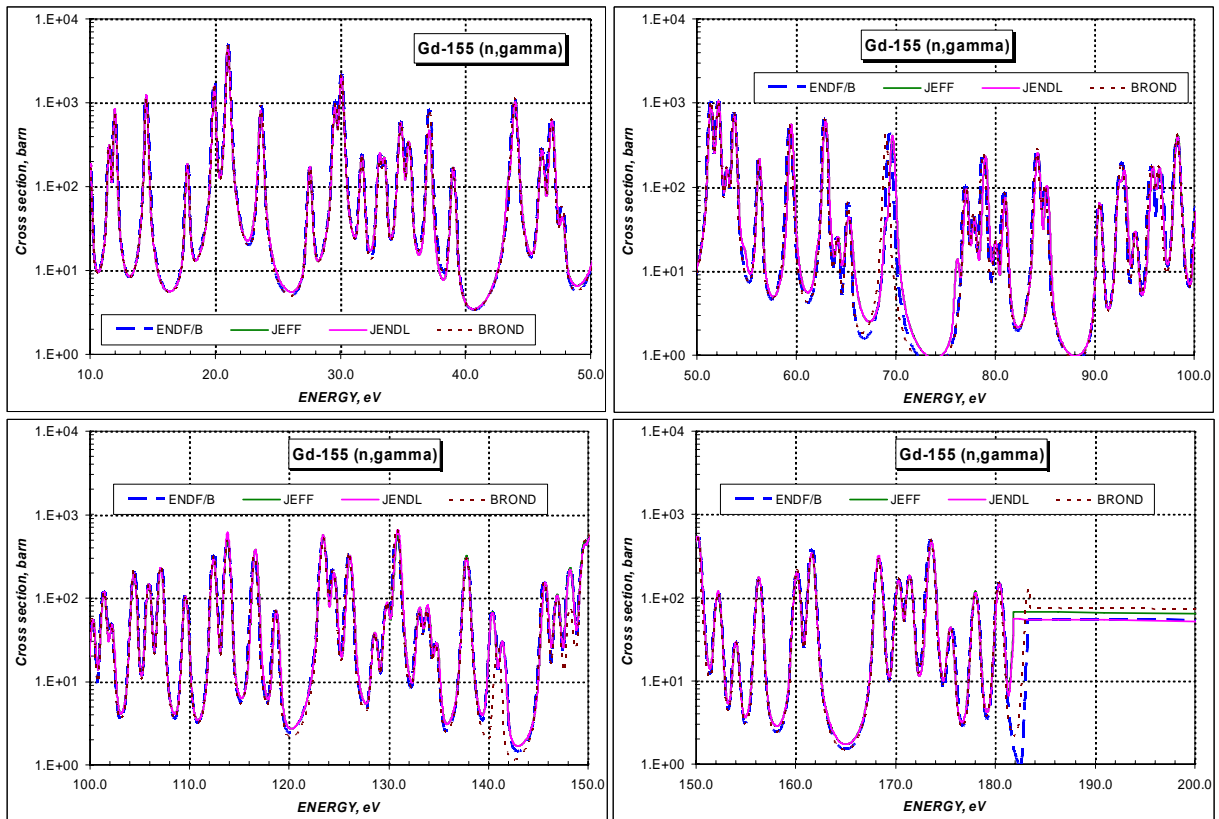 1.E+04
1.E+03
1.E+02
1.E+01
1.E+00
Cross section, barn
Gd-155 (n,gamma)
ENDF/B JEFF JENDL BROND
10.0 20.0 30.0 40.0 50.0
ENERGY, eV
1.E+04
1.E+03
1.E+02
1.E+01
1.E+00
Cross section, barn
Gd-155 (n,gamma)
ENDF/B JEFF JENDL BROND
50.0 60.0 70.0 80.0 90.0 100.0
ENERGY, eV
1.E+04
1.E+03
1.E+02
1.E+01
1.E+00
Cross section, barn
Gd-155 (n,gamma)
ENDF/B JEFF JENDL BROND
100.0 110.0 120.0 130.0 140.0 150.0
ENERGY, eV
1.E+04
1.E+03
1.E+02
1.E+01
1.E+00
Cross section, barn
Gd-155 (n,gamma)
ENDF/B JEFF JENDL BROND
150.0 160.0 170.0 180.0 190.0 200.0
ENERGY, eV